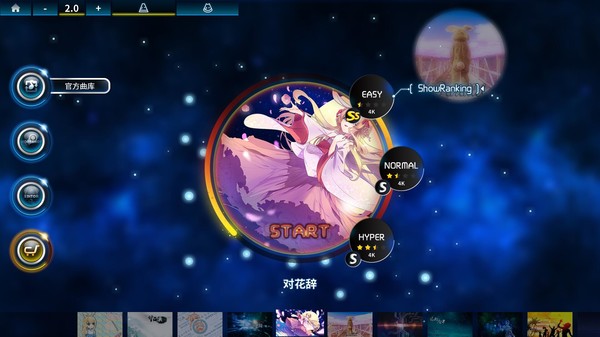 - 2.0 +
官方曲库
EASY
4K
SS
ShowRanking
NORMAL
4K
S
START
HYPER
4K
S
对花辞